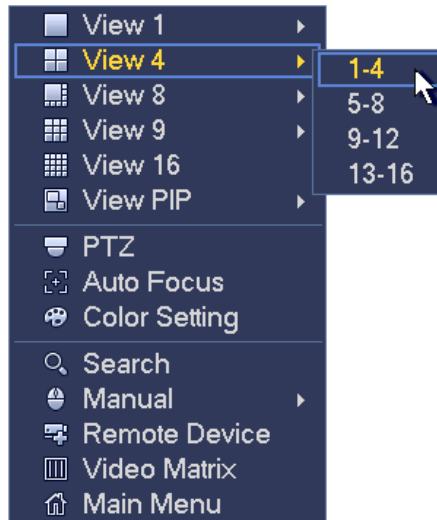 View 1
View 4
1-4
View 8
5-8
View 9
9-12
View 16
13-16
View PIP
PTZ
Auto Focus
Color Setting
Search
Manual
Remote Device
Video Matrix
Main Menu